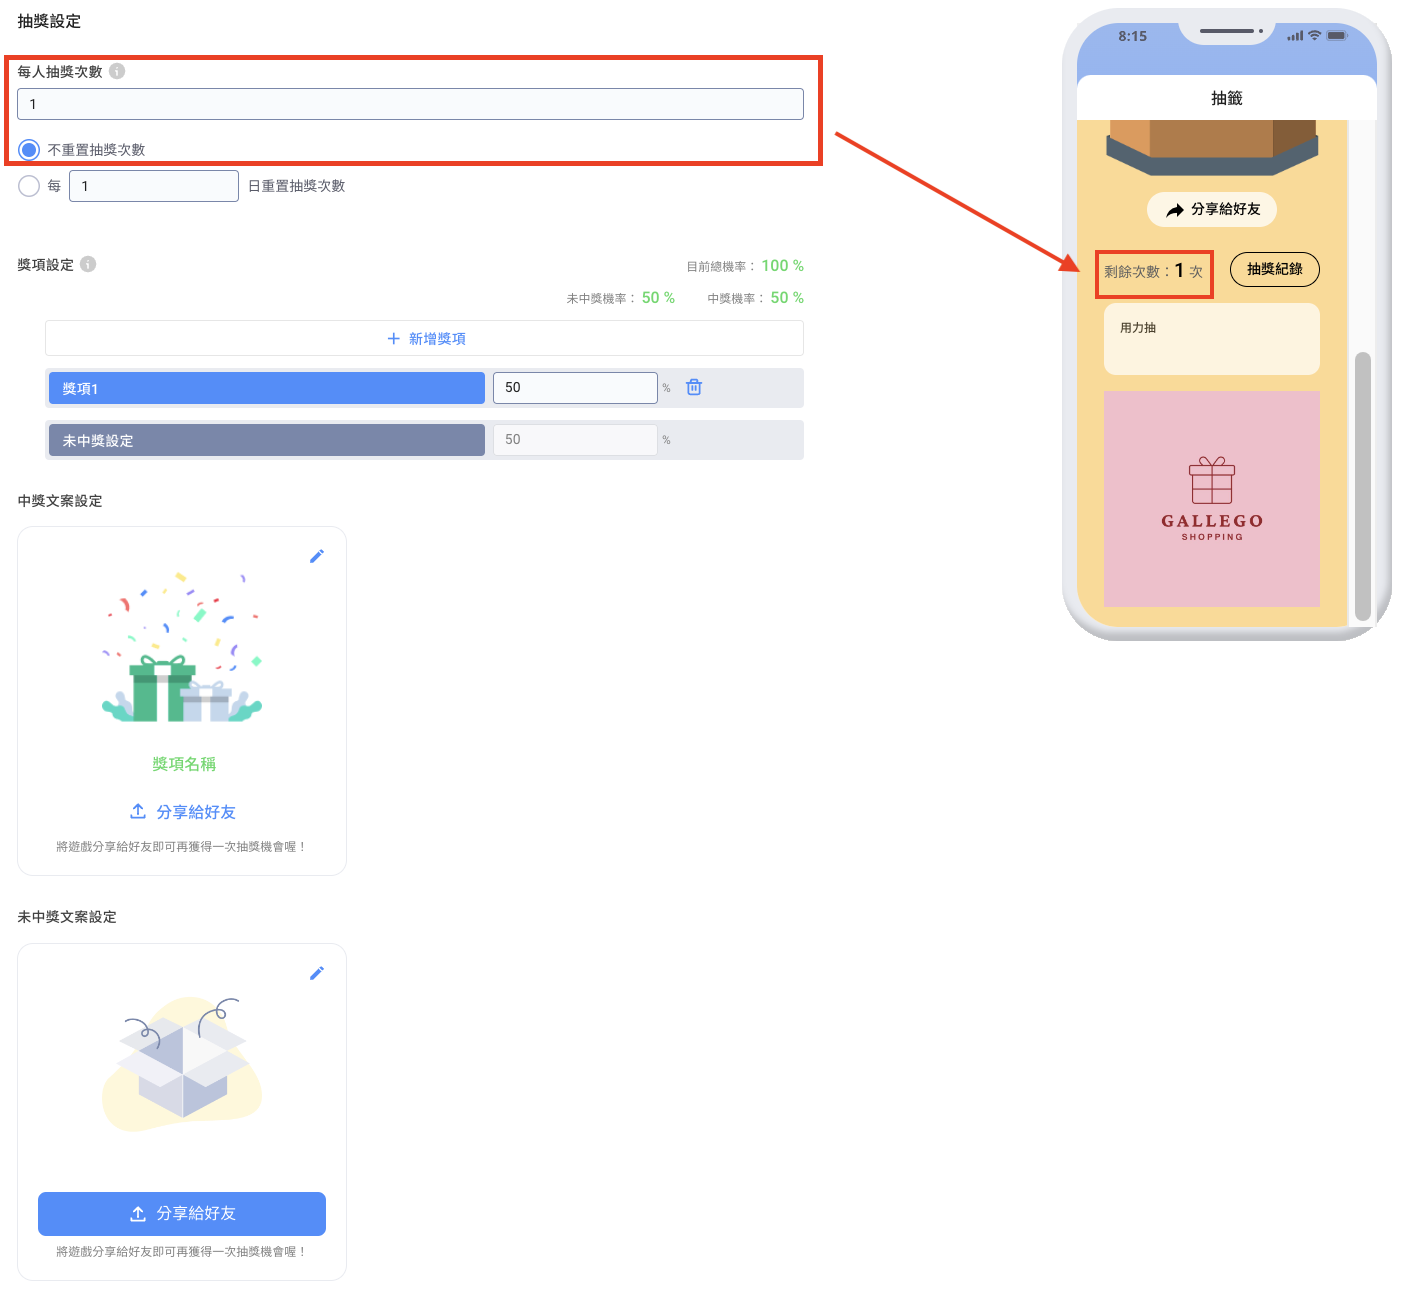 抽獎設定
每人抽獎次數
1
不重置抽獎次數
每 1 日重置抽獎次數
獎項設定
目前總機率： 100 %
未中獎機率： 50 % 中獎機率： 50 %
新增獎項
獎項1 50 %
未中獎設定 50 %
中獎文案設定
獎項名稱
分享給好友
將遊戲分享給好友即可再獲得一次抽獎機會喔！
未中獎文案設定
分享給好友
將遊戲分享給好友即可再獲得一次抽獎機會喔！
8:15
抽籤
分享給好友
剩餘次數：1 次
抽獎紀錄
用力抽
GALLEGO
SHOPPING